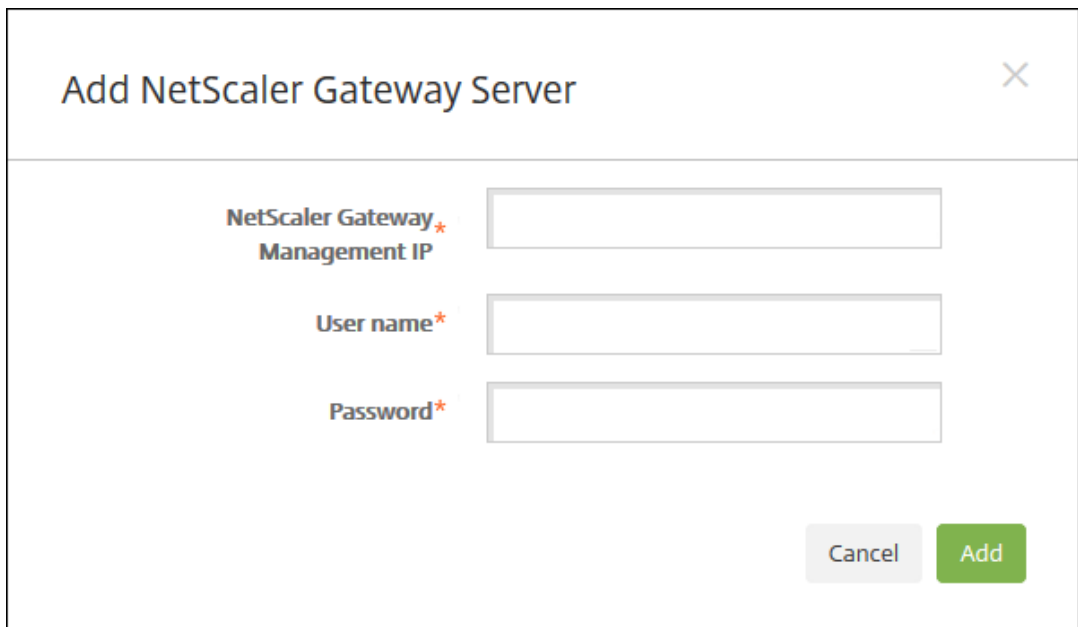 Add NetScaler Gateway Server
NetScaler Gateway*
Management IP
User name*
Password*
Cancel
Add